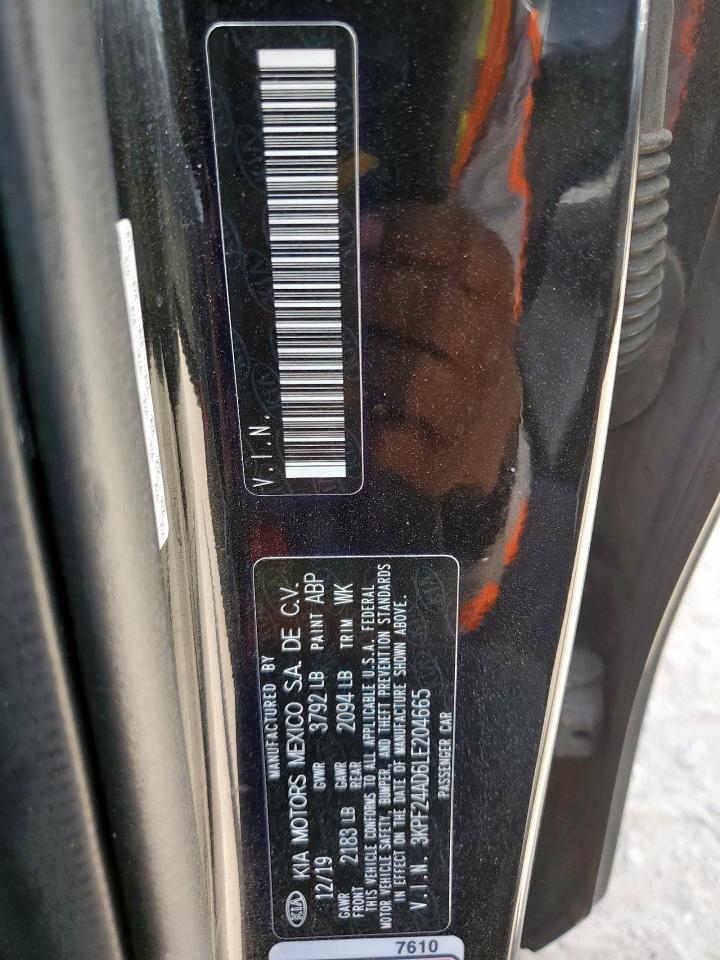 V.I.N.
KIA
MANUFACTURED BY
KIA MOTORS MEXICO S.A. DE C.V.
12/19 GVWR 3792 LB PAINT ABP
GAWR FRONT 2183 LB GAWR REAR 2094 LB TRIM WK
THIS VEHICLE CONFORMS TO ALL APPLICABLE U.S.A. FEDERAL
MOTOR VEHICLE SAFETY, BUMPER, AND THEFT PREVENTION STANDARDS
IN EFFECT ON THE DATE OF MANUFACTURE SHOWN ABOVE.
V.I.N. 3KPF24AD6LE204665
PASSENGER CAR
7610